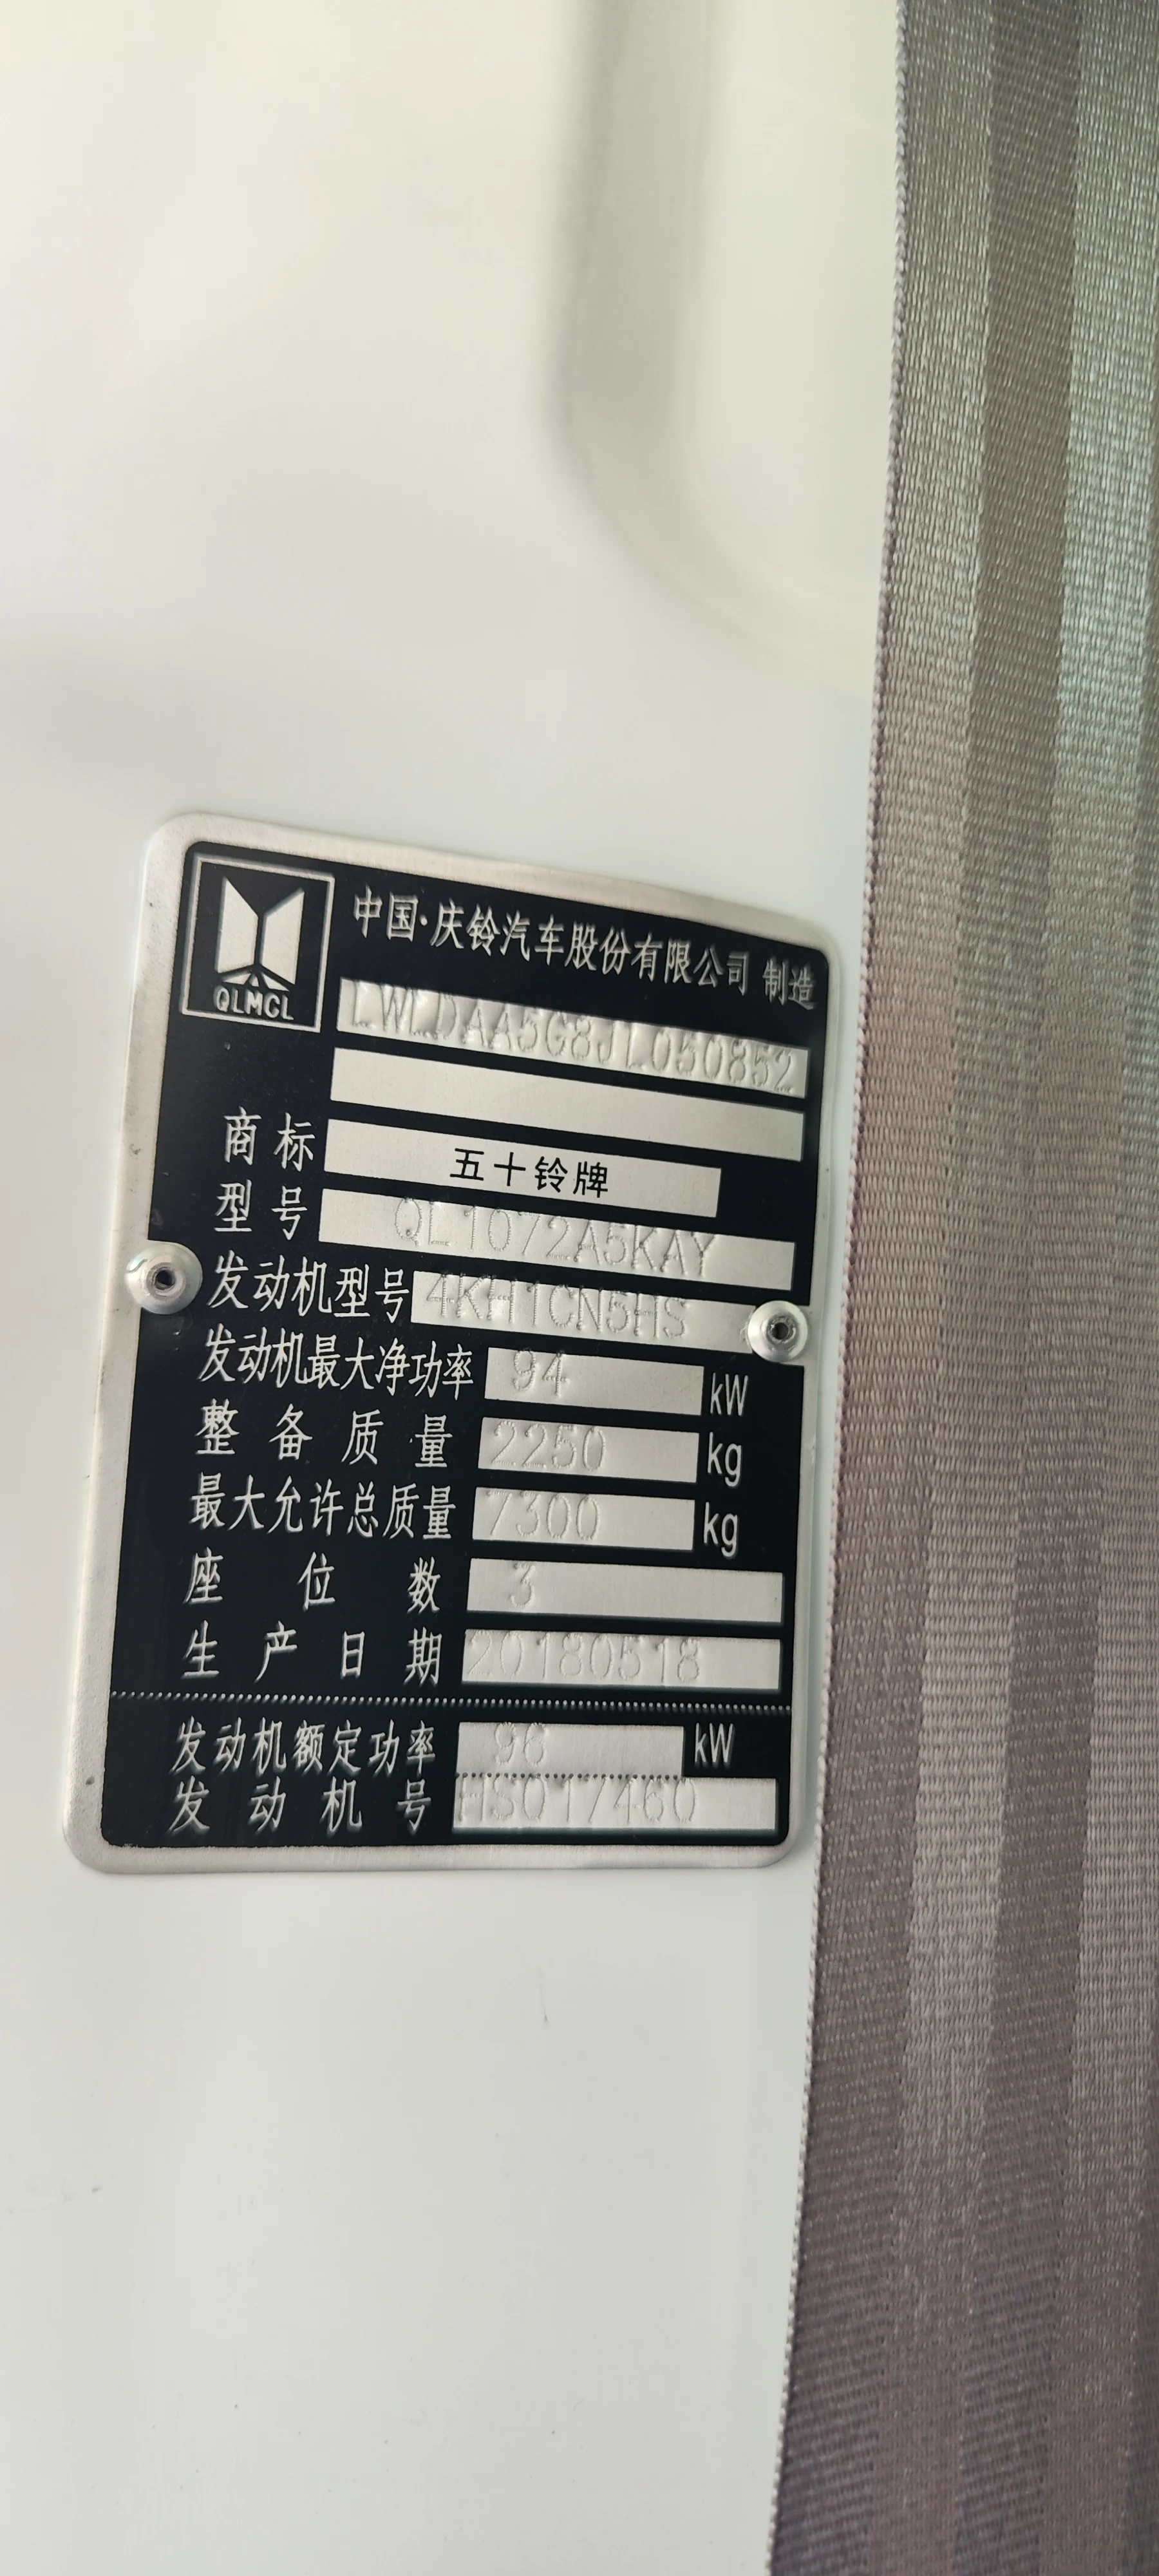 中国·庆铃汽车股份有限公司 制造
QLMCL
LWLDAA5G8JL050852
商标 五十铃牌
型号 QL1072A5KAY
发动机型号 4KH1CN5HS
发动机最大净功率 94 kW
整备质量 2250 kg
最大允许总质量 7300 kg
座位数 3
生产日期 20180518
发动机额定功率 96 kW
发动机号 HS017460